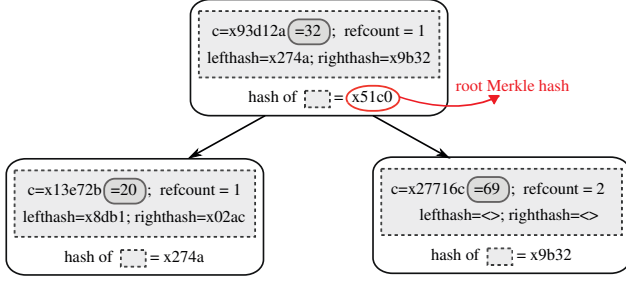 c=x93d12a =32 ; refcount = 1
lefthash=x274a; righthash=x9b32
hash of = x51c0
root Merkle hash
c=x13e72b =20 ; refcount = 1
lefthash=x8db1; righthash=x02ac
hash of = x274a
c=x27716c =69 ; refcount = 2
lefthash=<>; righthash=<>
hash of = x9b32